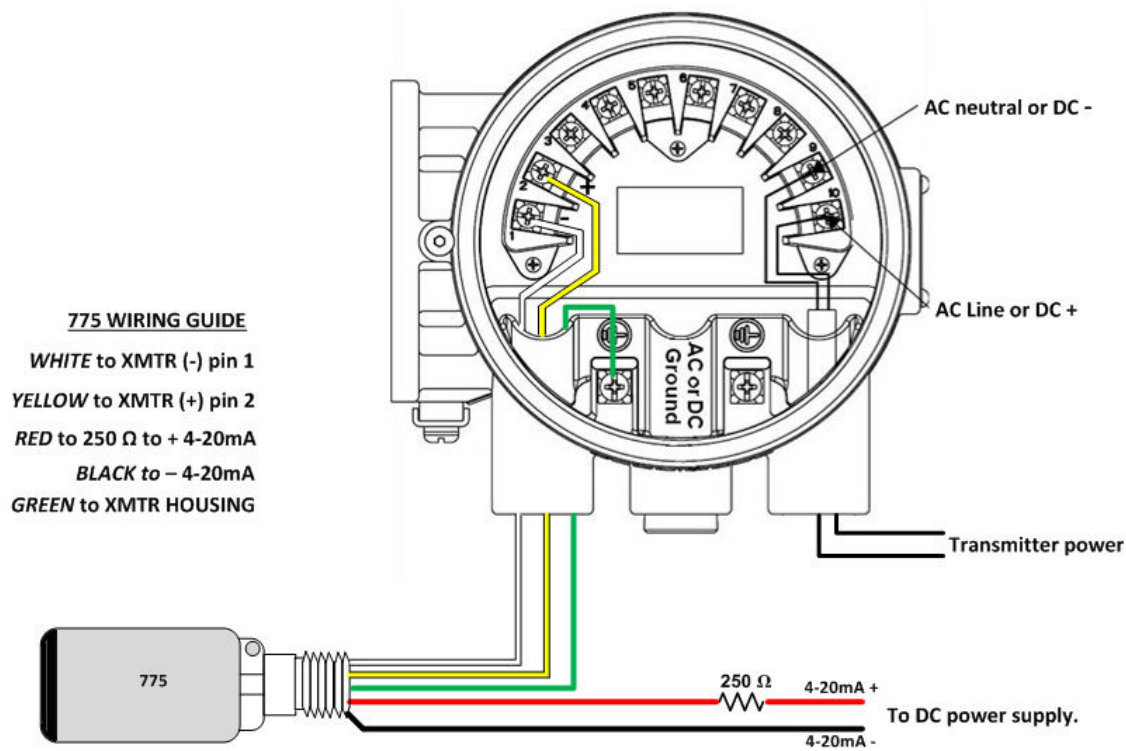 6
5
7
4
8
3
9
2
+
10
1
-
-
AC neutral or DC -
AC Line or DC +
AC or DC
Ground
775 WIRING GUIDE
WHITE to XMTR (-) pin 1
YELLOW to XMTR (+) pin 2
RED to 250 Ω to + 4-20mA
BLACK to – 4-20mA
GREEN to XMTR HOUSING
Transmitter power
775
250 Ω
4-20mA +
To DC power supply.
4-20mA -